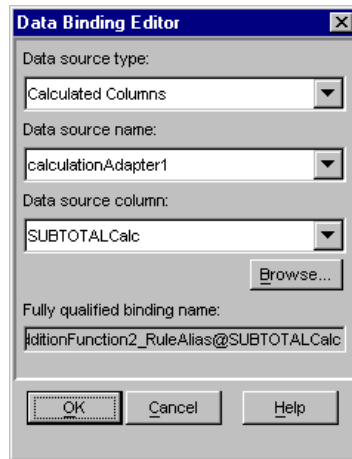 Data Binding Editor
Data source type:
Calculated Columns
Data source name:
calculationAdapter1
Data source column:
SUBTOTALCalc
Browse...
Fully qualified binding name:
dditionFunction2_RuleAlias@SUBTOTALCalc
OK Cancel Help